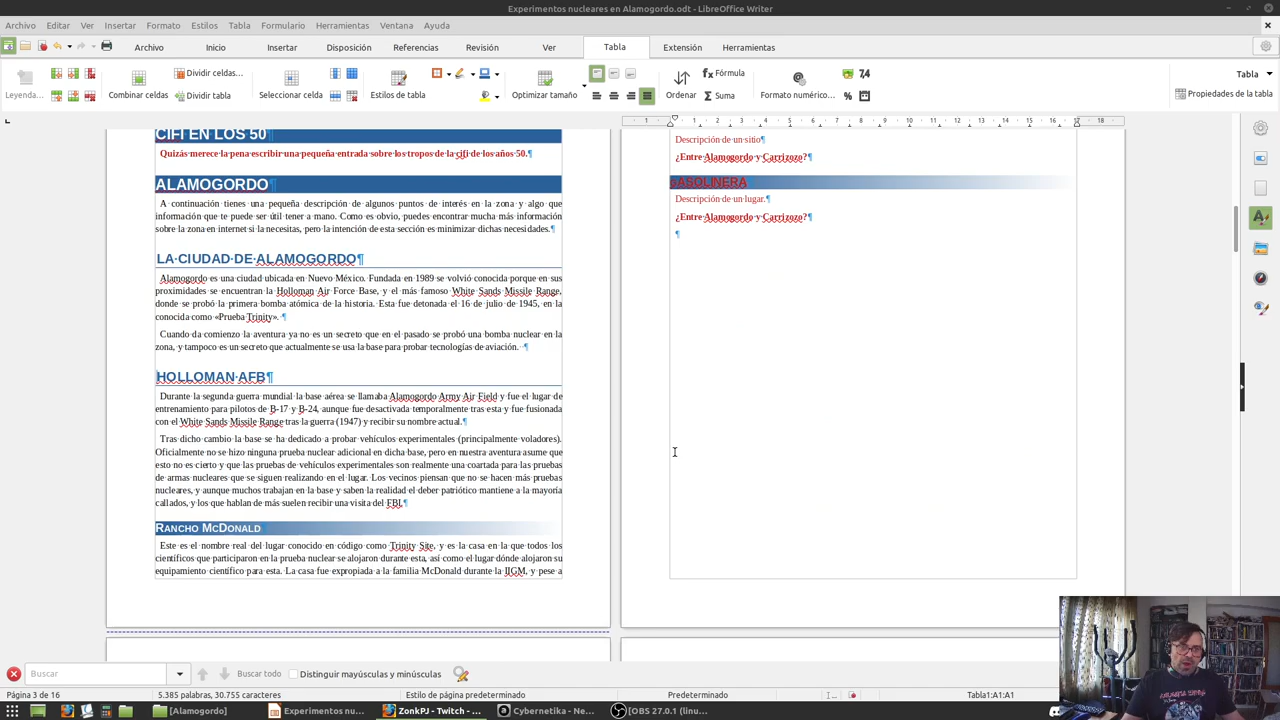 Experimentos nucleares en Alamogordo.odt - LibreOffice Writer
Archivo Editar Ver Insertar Formato Estilos Tabla Formulario Herramientas Ventana Ayuda
Archivo Inicio Insertar Disposición Referencias Revisión Ver Tabla Extensión Herramientas
Leyenda... Combinar celdas Dividir celdas... Dividir tabla Seleccionar celda Estilos de tabla Optimizar tamaño Ordenar Fórmula Suma Formato numérico... Tabla Propiedades de la tabla
1 1 2 3 4 5 6 7 8 9 10 11 12 13 14 15 16 17 18
CIFI EN LOS 50¶
Quizás merece la pena escribir una pequeña entrada sobre los tropos de la cifi de los años 50.¶
ALAMOGORDO¶
A continuación tienes una pequeña descripción de algunos puntos de interés en la zona y algo que
información que te puede ser útil tener a mano. Como es obvio, puedes encontrar mucha más información
sobre la zona en internet si la necesitas, pero la intención de esta sección es minimizar dichas necesidades.¶
LA CIUDAD DE ALAMOGORDO¶
Alamogordo es una ciudad ubicada en Nuevo México. Fundada en 1989 se volvió conocida porque en sus
proximidades se encuentran la Holloman Air Force Base, y el más famoso White Sands Missile Range,
donde se probó la primera bomba atómica de la historia. Esta fue detonada el 16 de julio de 1945, en la
conocida como «Prueba Trinity». ¶
Cuando da comienzo la aventura ya no es un secreto que en el pasado se probó una bomba nuclear en la
zona, y tampoco es un secreto que actualmente se usa la base para probar tecnologías de aviación. ¶
HOLLOMAN AFB¶
Durante la segunda guerra mundial la base aérea se llamaba Alamogordo Army Air Field y fue el lugar de
entrenamiento para pilotos de B-17 y B-24, aunque fue desactivada temporalmente tras esta y fue fusionada
con el White Sands Missile Range tras la guerra (1947) y recibir su nombre actual.¶
Tras dicho cambio la base se ha dedicado a probar vehículos experimentales (principalmente voladores).
Oficialmente no se hizo ninguna prueba nuclear adicional en dicha base, pero en nuestra aventura asume que
esto no es cierto y que las pruebas de vehículos experimentales son realmente una coartada para las pruebas
de armas nucleares que se siguen realizando en el lugar. Los vecinos piensan que no se hacen más pruebas
nucleares, y aunque muchos trabajan en la base y saben la realidad el deber patriótico mantiene a la mayoría
callados, y los que hablan de más suelen recibir una visita del FBI.¶
RANCHO MCDONALD
Este es el nombre real del lugar conocido en código como Trinity Site, y es la casa en la que todos los
científicos que participaron en la prueba nuclear se alojaron durante esta, así como el lugar dónde alojaron su
equipamiento científico para esta. La casa fue expropiada a la familia McDonald durante la IIGM, y pese a
Descripción de un sitio¶
¿Entre Alamogordo y Carrizozo?¶
GASOLINERA
Descripción de un lugar.¶
¿Entre Alamogordo y Carrizozo?¶
¶
Buscar Buscar todo Distinguir mayúsculas y minúsculas
Página 3 de 16 5.385 palabras, 30.755 caracteres Estilo de página predeterminado Predeterminado Tabla1:A1:A1
[Alamogordo] Experimentos nu... ZonkPJ - Twitch - ... Cybernetika - Ne... [OBS 27.0.1 (linu...